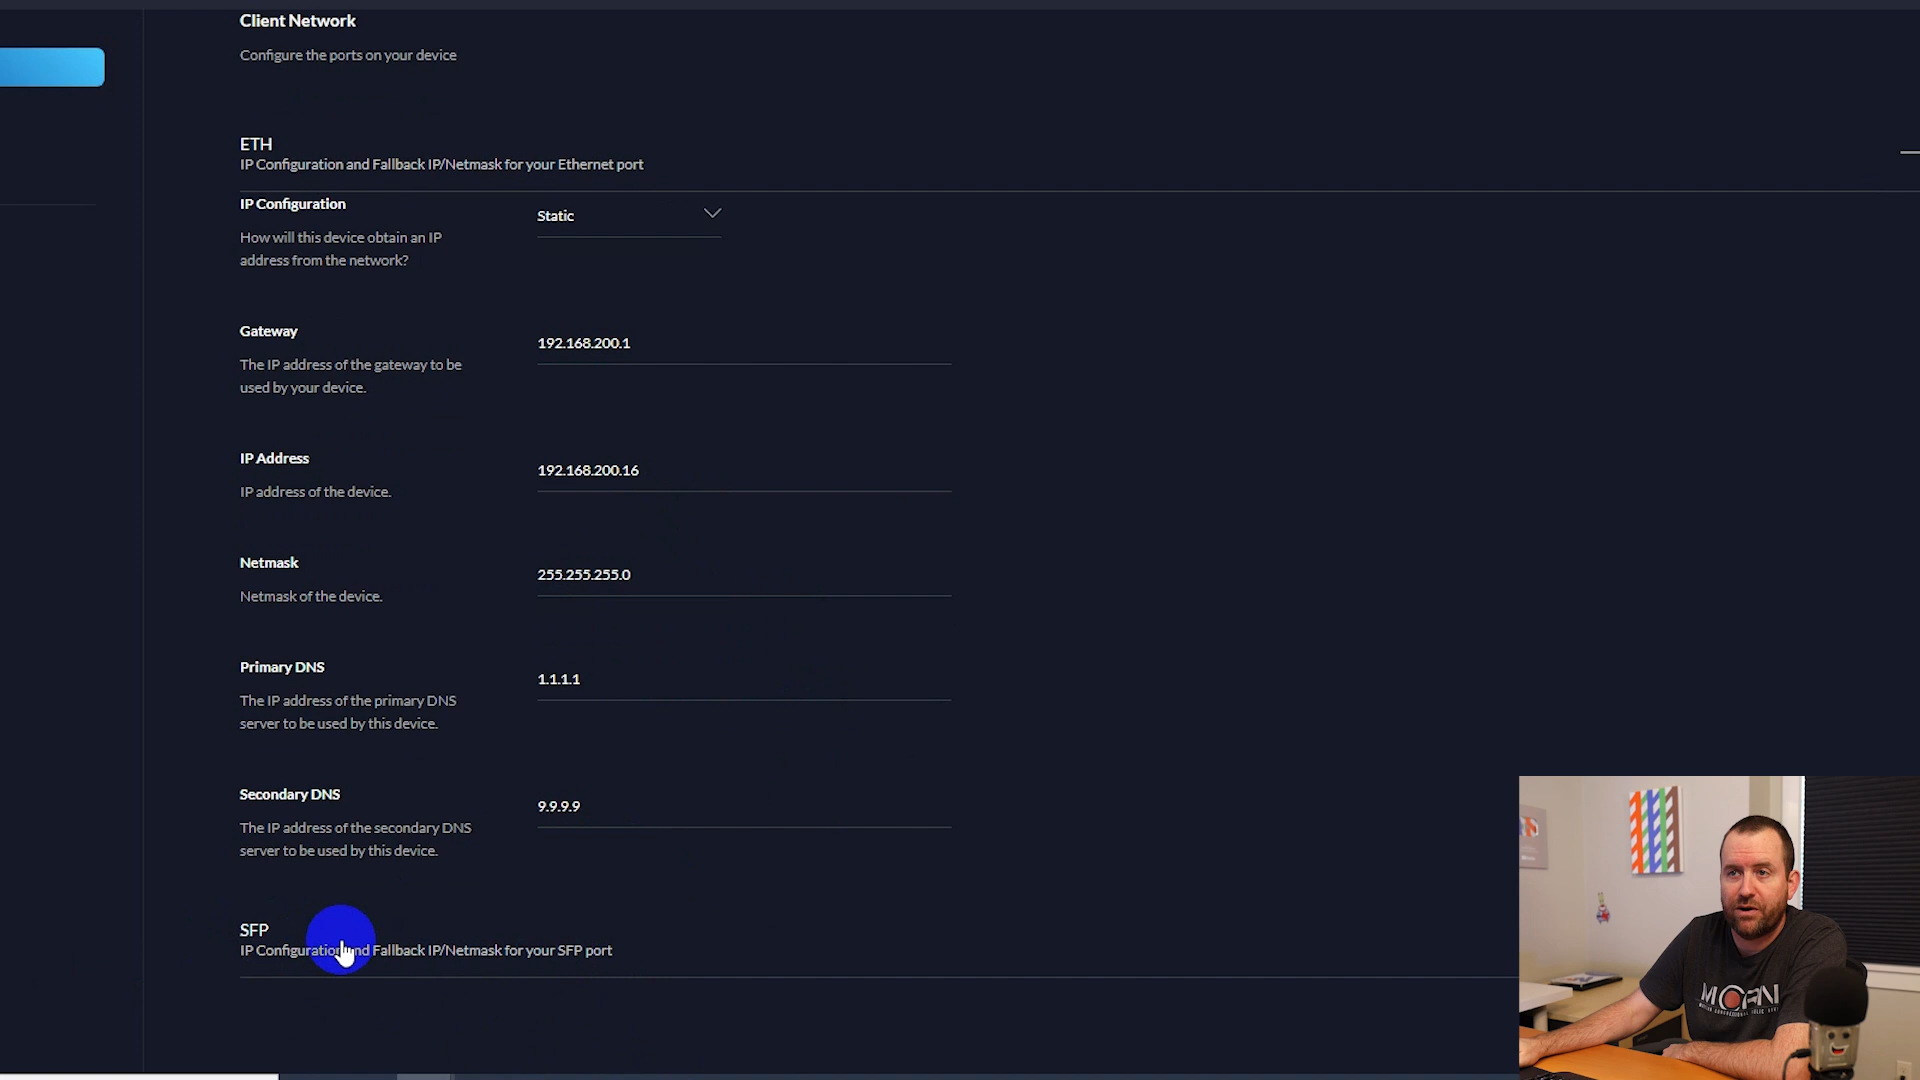 Client Network
Configure the ports on your device
ETH
IP Configuration and Fallback IP/Netmask for your Ethernet port
IP Configuration
Static
How will this device obtain an IP
address from the network?
Gateway
192.168.200.1
The IP address of the gateway to be
used by your device.
IP Address
192.168.200.16
IP address of the device.
Netmask
255.255.255.0
Netmask of the device.
Primary DNS
1.1.1.1
The IP address of the primary DNS
server to be used by this device.
Secondary DNS
9.9.9.9
The IP address of the secondary DNS
server to be used by this device.
SFP
IP Configuration and Fallback IP/Netmask for your SFP port